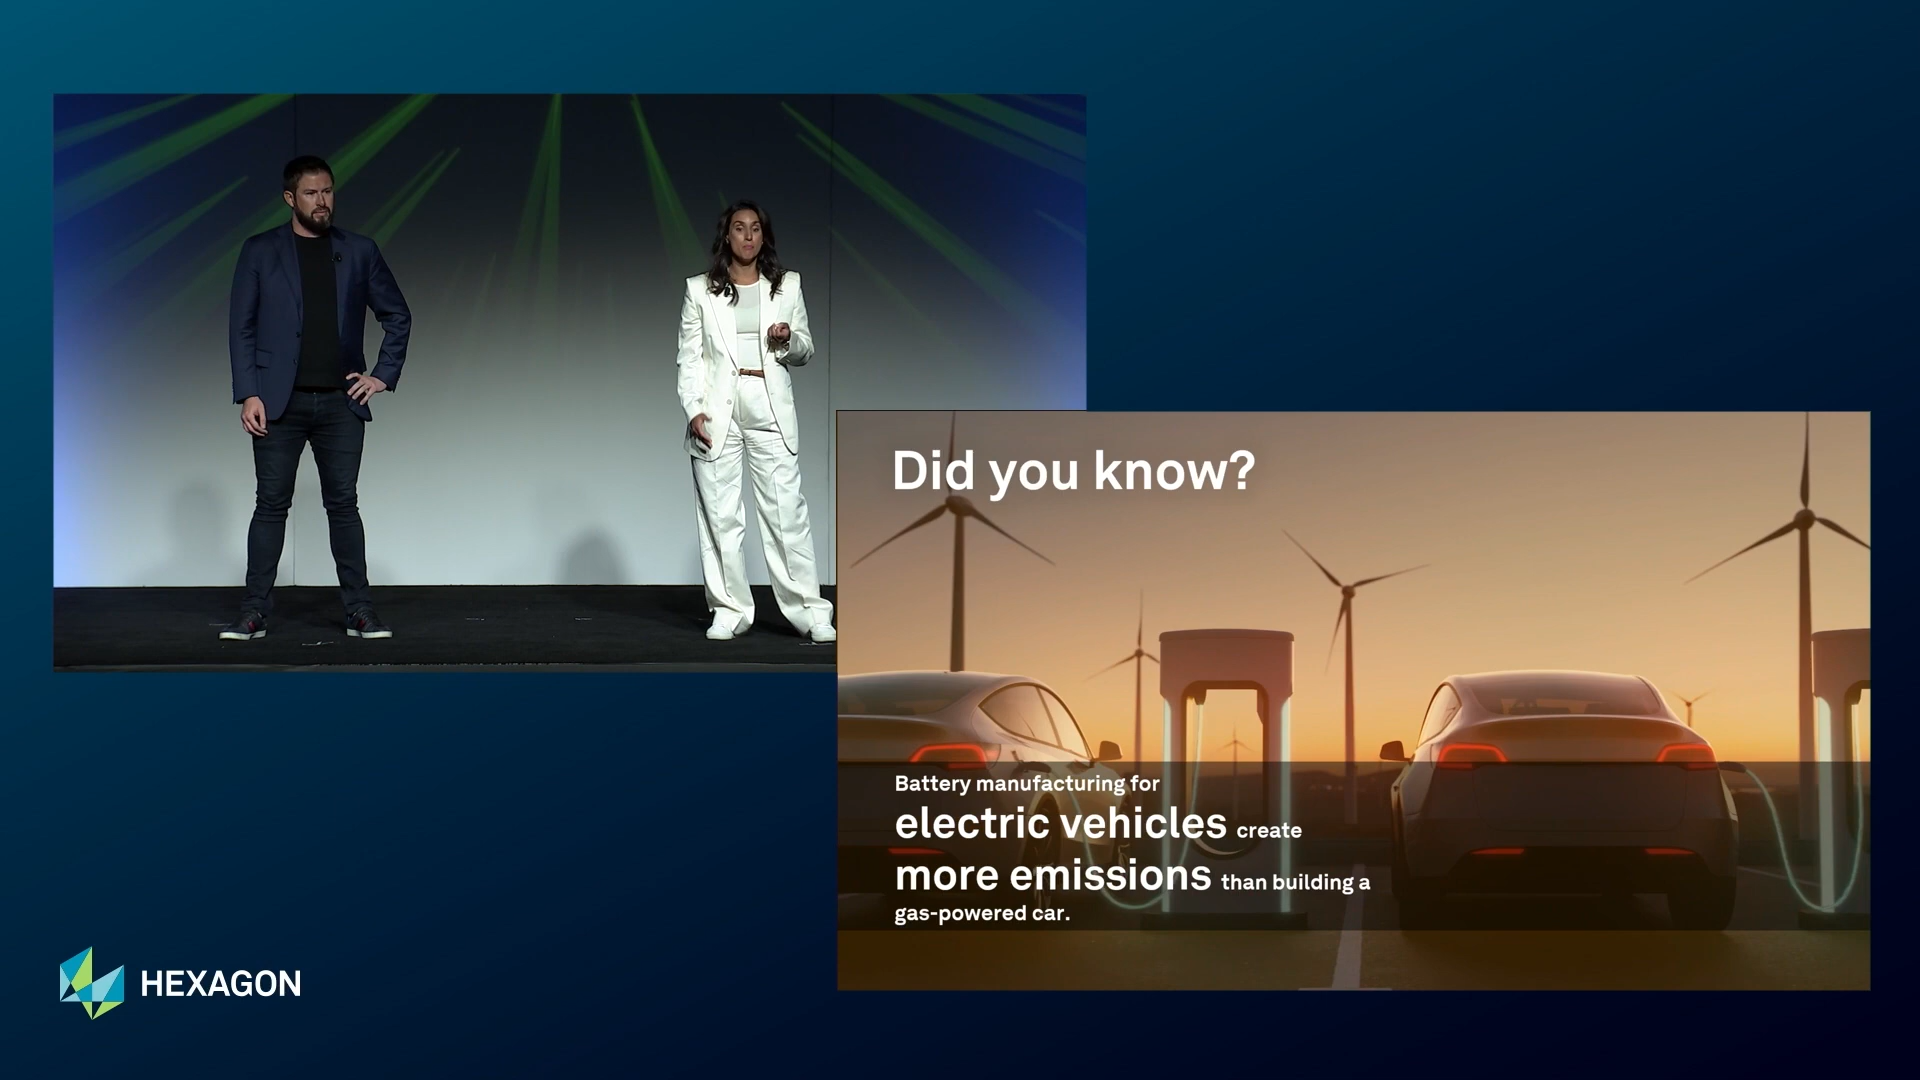 Did you know?
Battery manufacturing for
electric vehicles create
more emissions than building a
gas-powered car.
HEXAGON